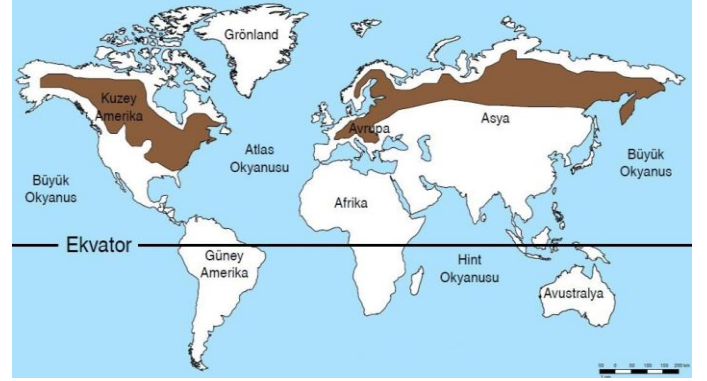 Grönland
Kuzey
Amerika
Avrupa
Asya
Atlas
Okyanusu
Büyük
Okyanus
Büyük
Okyanus
Afrika
Ekvator
Güney
Amerika
Hint
Okyanusu
Avustralya